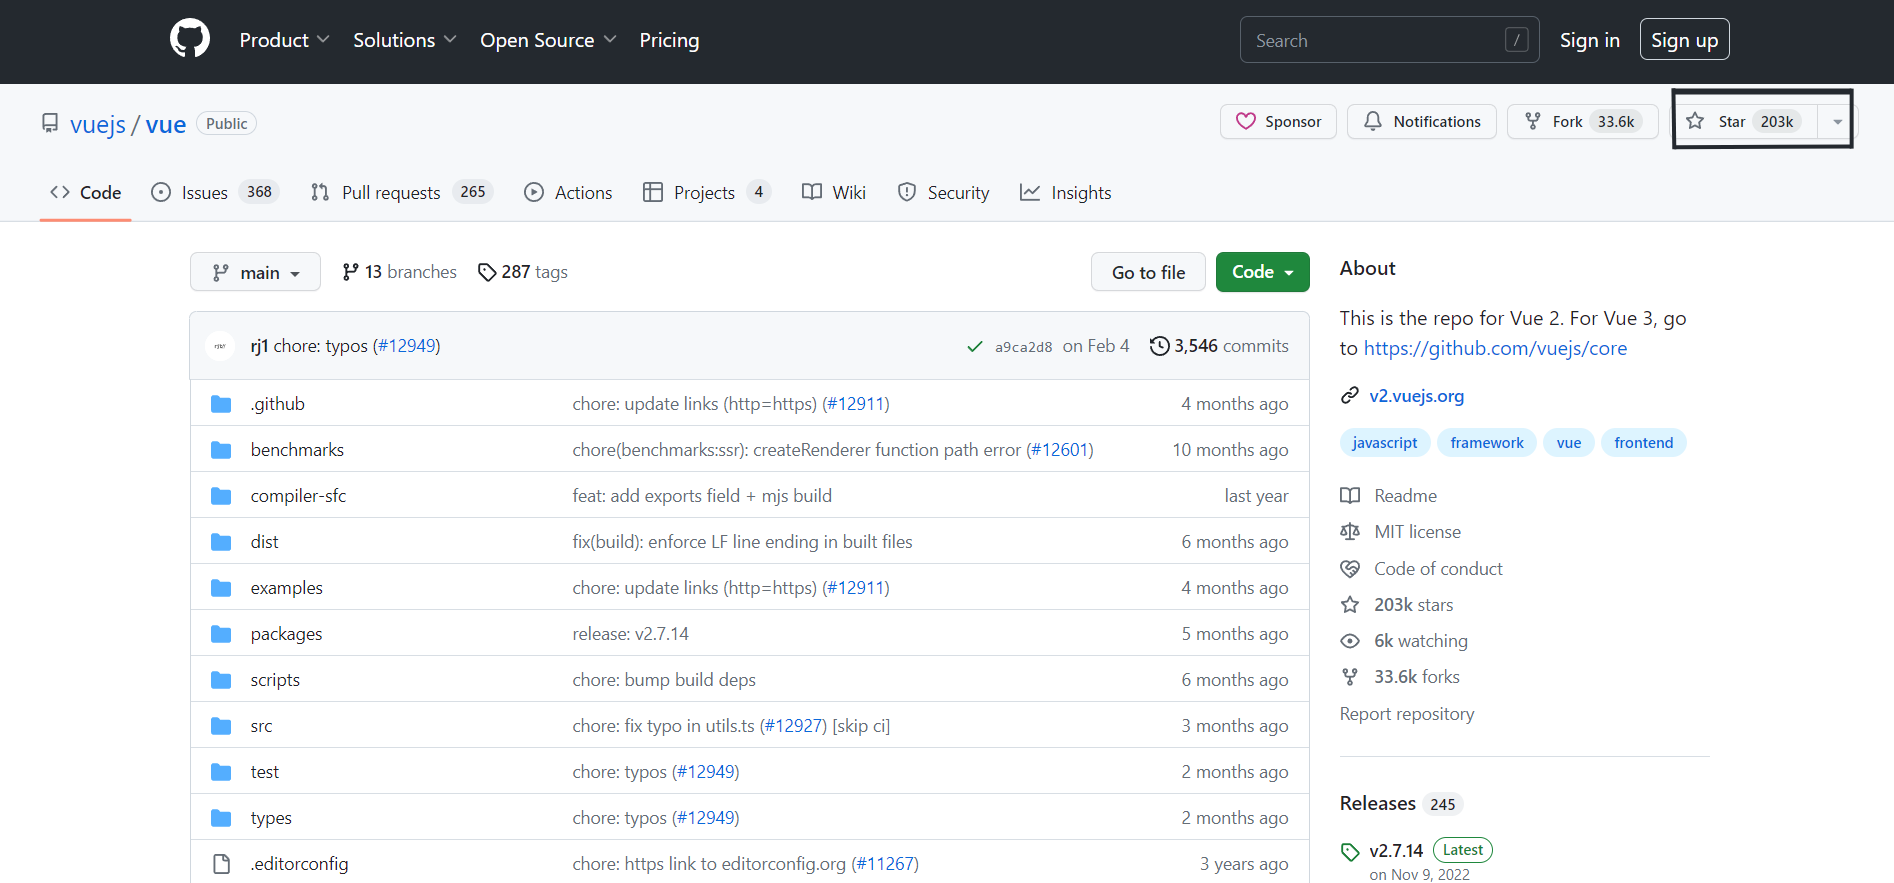 Product Solutions Open Source Pricing Search / Sign in Sign up
vuejs / vue Public Sponsor Notifications Fork 33.6k Star 203k
Code Issues 368 Pull requests 265 Actions Projects 4 Wiki Security Insights
main 13 branches 287 tags Go to file Code
rj1 chore: typos (#12949) a9ca2d8 on Feb 4 3,546 commits
.github chore: update links (http=https) (#12911) 4 months ago
benchmarks chore(benchmarks:ssr): createRenderer function path error (#12601) 10 months ago
compiler-sfc feat: add exports field + mjs build last year
dist fix(build): enforce LF line ending in built files 6 months ago
examples chore: update links (http=https) (#12911) 4 months ago
packages release: v2.7.14 5 months ago
scripts chore: bump build deps 6 months ago
src chore: fix typo in utils.ts (#12927) [skip ci] 3 months ago
test chore: typos (#12949) 2 months ago
types chore: typos (#12949) 2 months ago
.editorconfig chore: https link to editorconfig.org (#11267) 3 years ago
About
This is the repo for Vue 2. For Vue 3, go
to https://github.com/vuejs/core
v2.vuejs.org
javascript framework vue frontend
Readme
MIT license
Code of conduct
203k stars
6k watching
33.6k forks
Report repository
Releases 245
v2.7.14 Latest
on Nov 9, 2022